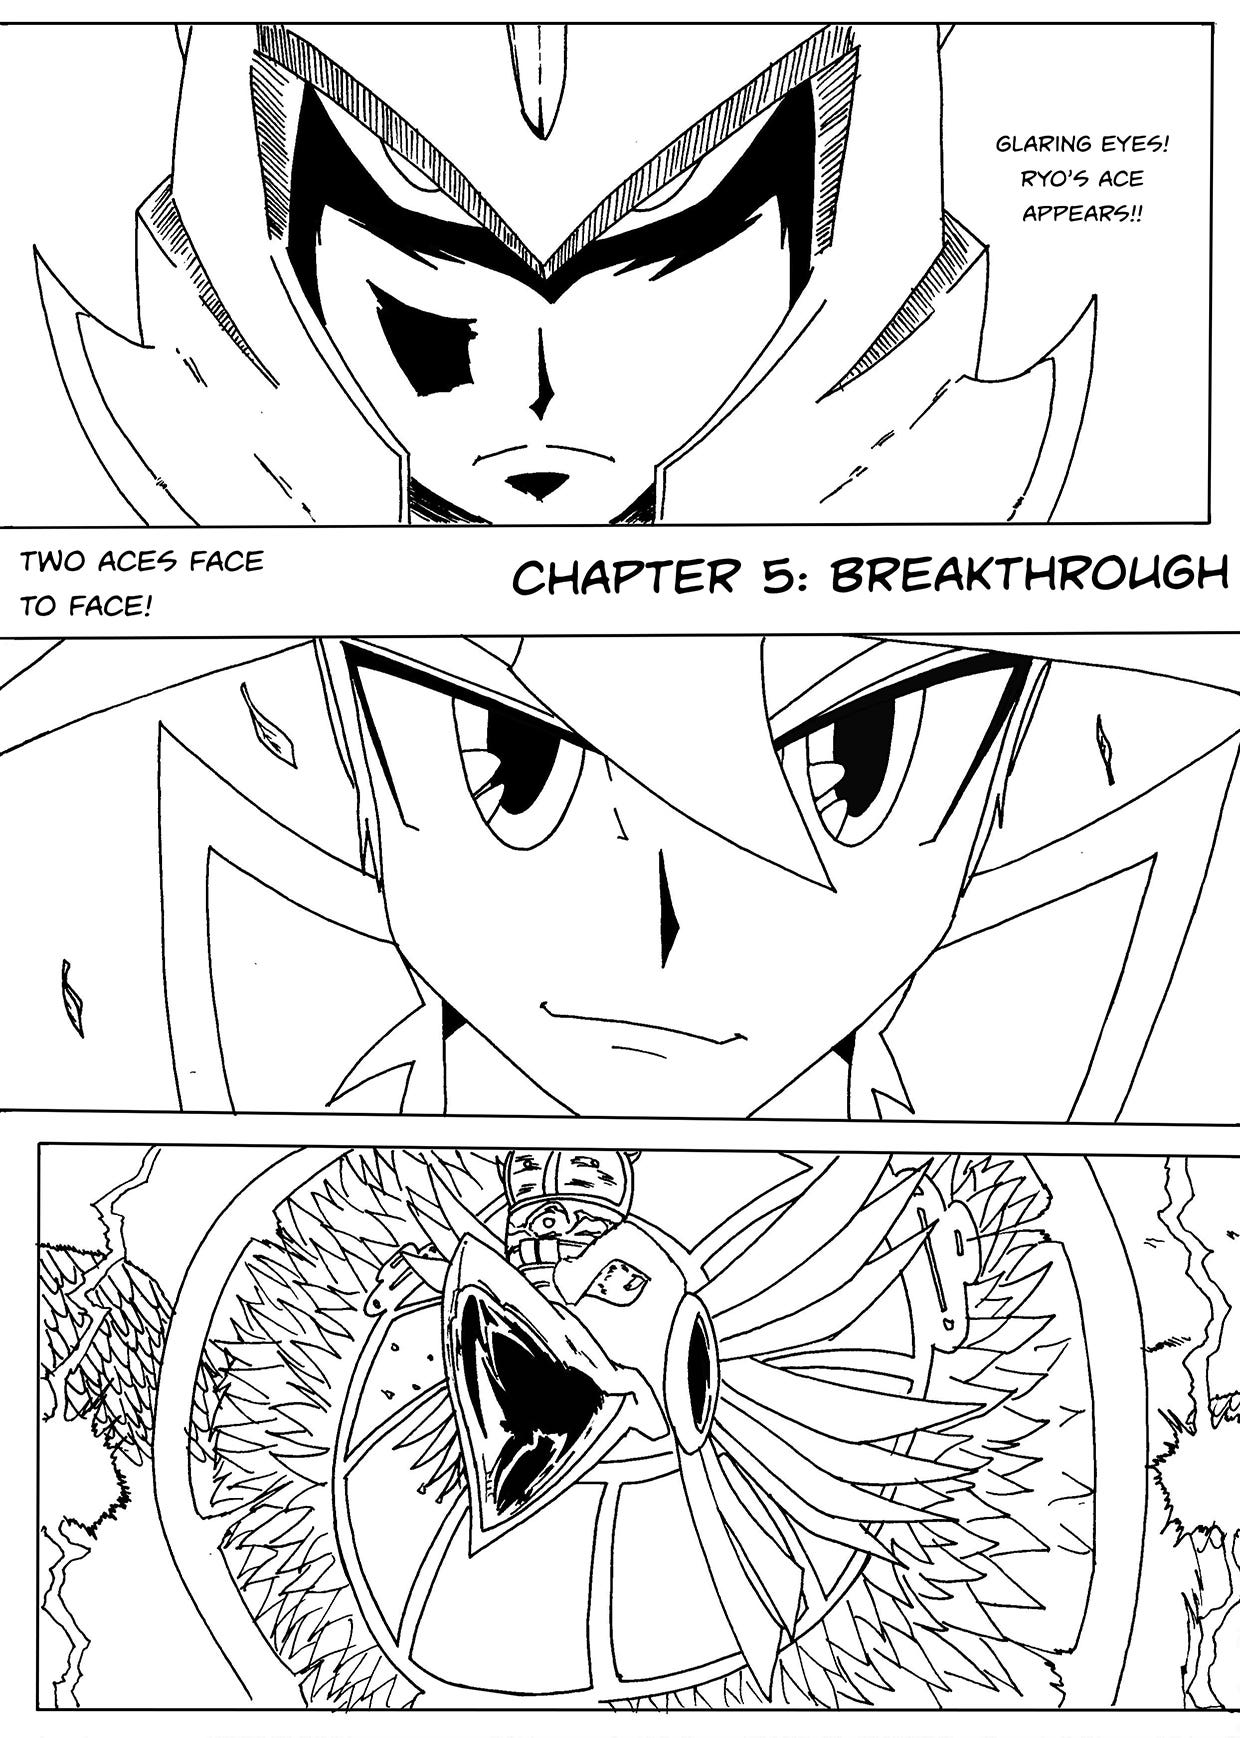 GLARING EYES!
RYO'S ACE
APPEARS!!
TWO ACES FACE
TO FACE!
CHAPTER 5: BREAKTHROUGH